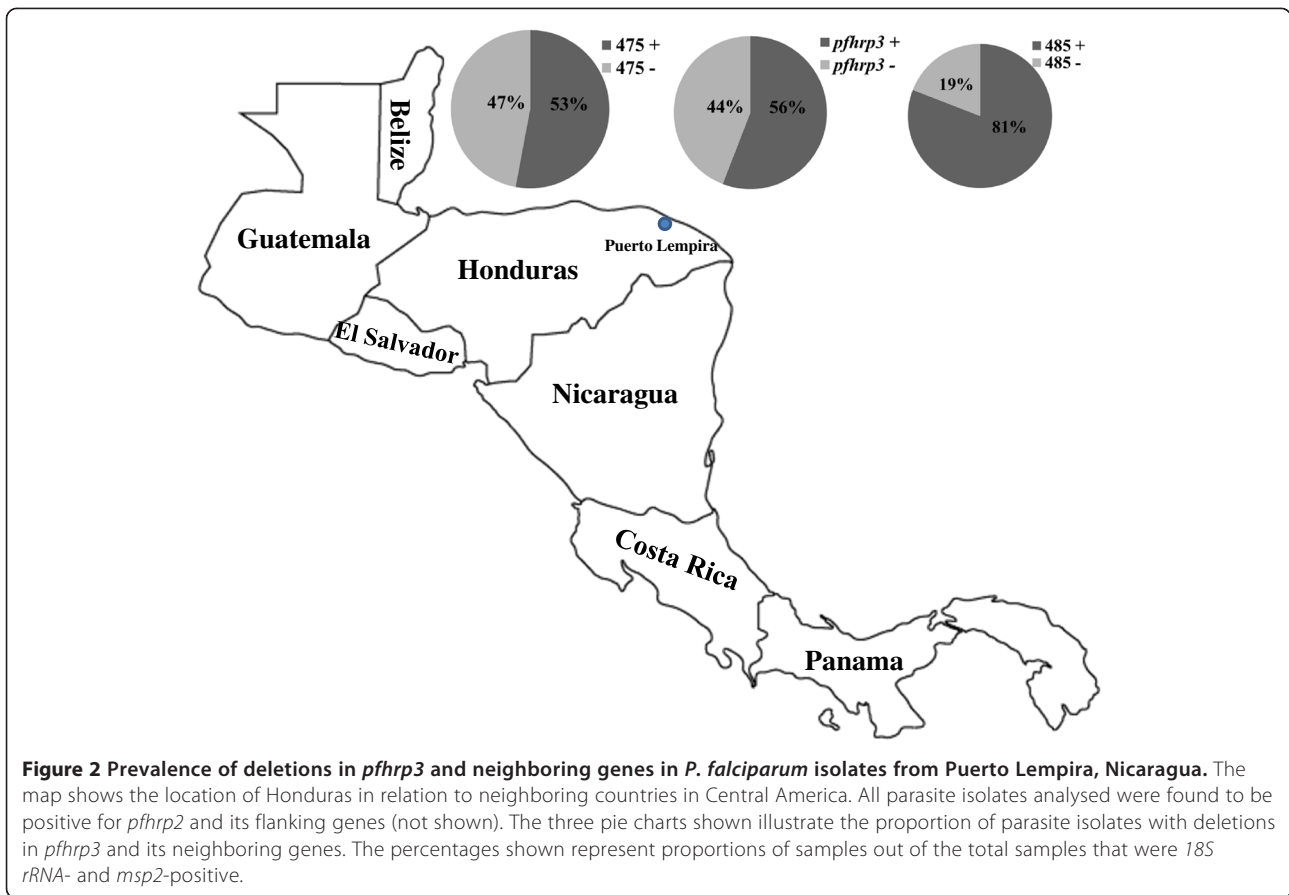 475 +
475 -
47%
53%
pfhrp3 +
pfhrp3 -
44%
56%
485 +
485 -
19%
81%
Belize
Guatemala
Puerto Lempira
Honduras
El Salvador
Nicaragua
Costa Rica
Panama
Figure 2 Prevalence of deletions in pfhrp3 and neighboring genes in P. falciparum isolates from Puerto Lempira, Nicaragua. The
map shows the location of Honduras in relation to neighboring countries in Central America. All parasite isolates analysed were found to be
positive for pfhrp2 and its flanking genes (not shown). The three pie charts shown illustrate the proportion of parasite isolates with deletions
in pfhrp3 and its neighboring genes. The percentages shown represent proportions of samples out of the total samples that were 18S
rRNA- and msp2-positive.